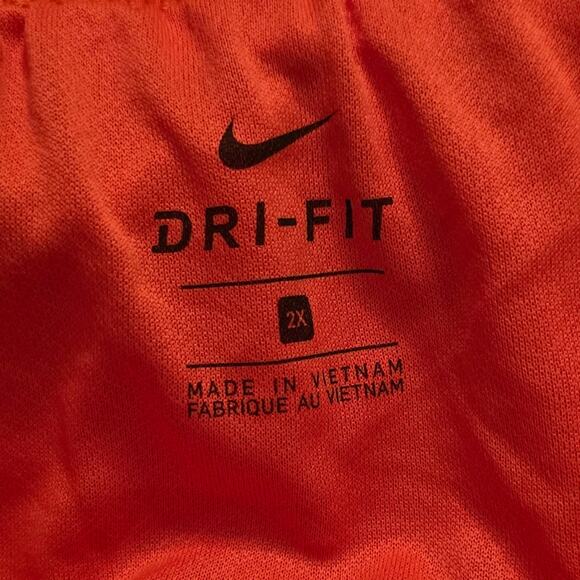 DRI-FIT
2X
MADE IN VIETNAM
FABRIQUE AU VIETNAM